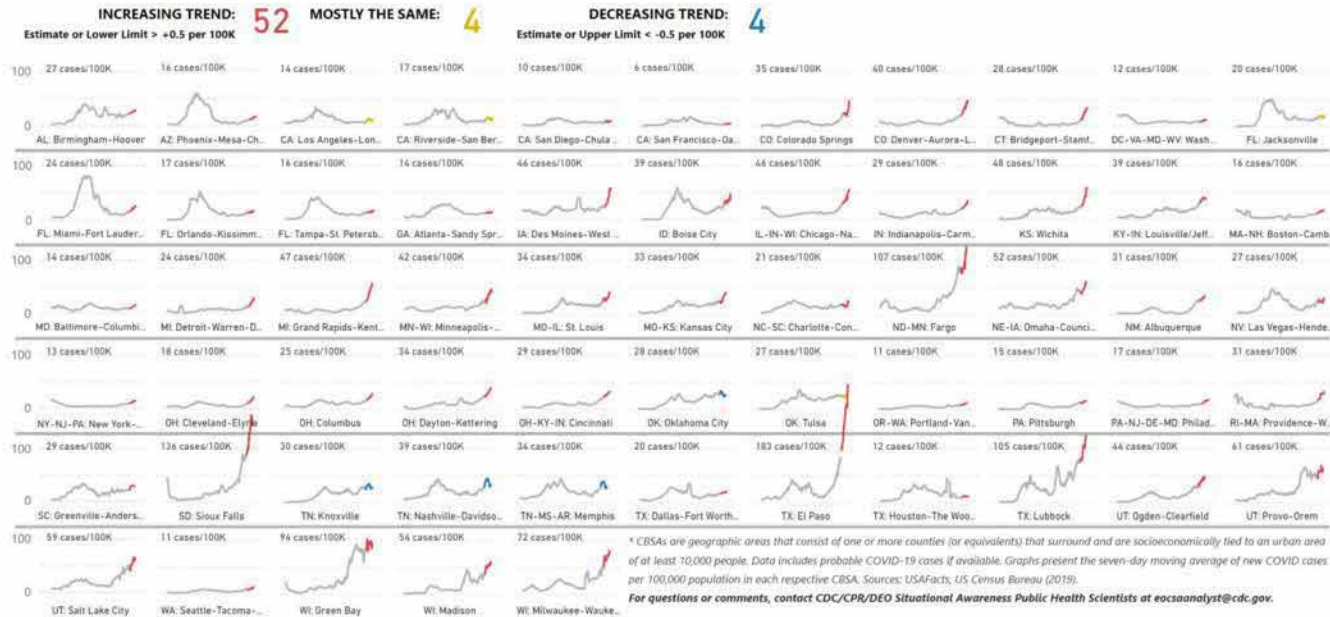 INCREASING TREND: 52 MOSTLY THE SAME: 4 DECREASING TREND: 4
Estimate or Lower Limit > +0.5 per 100K Estimate or Upper Limit < -0.5 per 100K
27 cases/100K 16 cases/100K 14 cases/100K 17 cases/100K 10 cases/100K 6 cases/100K 35 cases/100K 40 cases/100K 28 cases/100K 12 cases/100K 20 cases/100K
100
0
AL: Birmingham-Hoover AZ: Phoenix-Mesa-Ch... CA: Los Angeles-Lon... CA: Riverside-San Ber... CA: San Diego-Chula ... CA: San Francisco-Oa... CO: Colorado Springs CO: Denver-Aurora-L... CT: Bridgeport-Stamf... DC-VA-MD-WV: Wash... FL: Jacksonville
24 cases/100K 17 cases/100K 16 cases/100K 14 cases/100K 46 cases/100K 39 cases/100K 46 cases/100K 29 cases/100K 48 cases/100K 39 cases/100K 16 cases/100K
100
0
FL: Miami-Fort Lauder... FL: Orlando-Kissimm... FL: Tampa-St. Petersb... GA: Atlanta-Sandy Spr... IA: Des Moines-West ... ID: Boise City IL-IN-WI: Chicago-Na... IN: Indianapolis-Carm... KS: Wichita KY-IN: Louisville/Jeff... MA-NH: Boston-Camb...
14 cases/100K 24 cases/100K 47 cases/100K 42 cases/100K 34 cases/100K 33 cases/100K 21 cases/100K 107 cases/100K 52 cases/100K 31 cases/100K 27 cases/100K
100
0
MD: Baltimore-Columbi... MI: Detroit-Warren-D... MI: Grand Rapids-Kent... MN-WI: Minneapolis-... MO-IL: St. Louis MO-KS: Kansas City NC-SC: Charlotte-Con... ND-MN: Fargo NE-IA: Omaha-Counci... NM: Albuquerque NV: Las Vegas-Hende...
13 cases/100K 18 cases/100K 25 cases/100K 34 cases/100K 29 cases/100K 28 cases/100K 27 cases/100K 11 cases/100K 15 cases/100K 17 cases/100K 31 cases/100K
100
0
NY-NJ-PA: New York-... OH: Cleveland-Elyria OH: Columbus OH: Dayton-Kettering OH-KY-IN: Cincinnati OK: Oklahoma City OK: Tulsa OR-WA: Portland-Van... PA: Pittsburgh PA-NJ-DE-MD: Philad... RI-MA: Providence-W...
29 cases/100K 136 cases/100K 30 cases/100K 39 cases/100K 34 cases/100K 20 cases/100K 183 cases/100K 12 cases/100K 105 cases/100K 44 cases/100K 61 cases/100K
100
0
SC: Greenville-Anders... SD: Sioux Falls TN: Knoxville TN: Nashville-Davidso... TN-MS-AR: Memphis TX: Dallas-Fort Worth... TX: El Paso TX: Houston-The Woo... TX: Lubbock UT: Ogden-Clearfield UT: Provo-Orem
59 cases/100K 11 cases/100K 94 cases/100K 54 cases/100K 72 cases/100K
100
0
UT: Salt Lake City WA: Seattle-Tacoma-... WI: Green Bay WI: Madison WI: Milwaukee-Wauke...
* CBSAs are geographic areas that consist of one or more counties (or equivalents) that surround and are socioeconomically tied to an urban area
of at least 10,000 people. Data includes probable COVID-19 cases if available. Graphs present the seven-day moving average of new COVID cases
per 100,000 population in each respective CBSA. Sources: USAFacts, US Census Bureau (2019).
For questions or comments, contact CDC/CPR/DEO Situational Awareness Public Health Scientists at eocsaanalyst@cdc.gov.